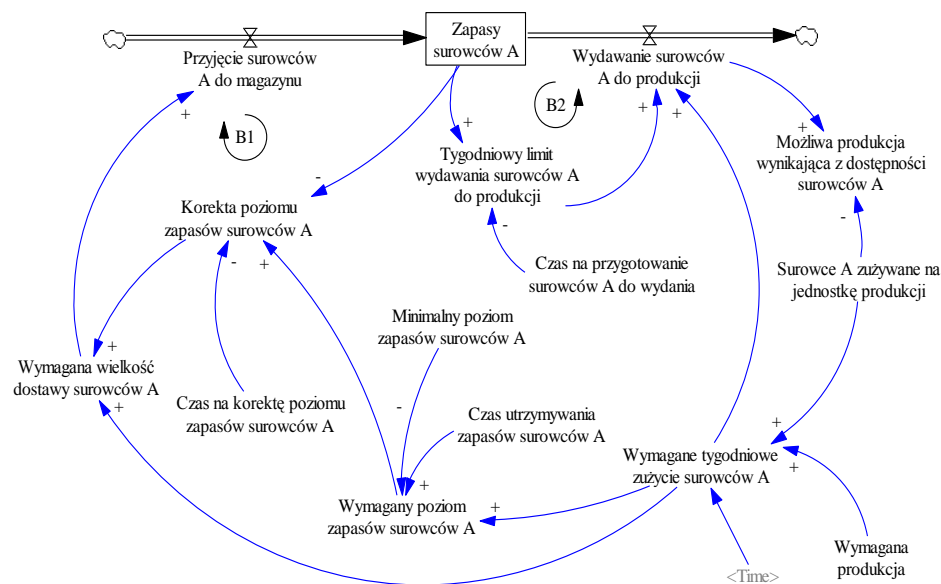 Zapasy
surowców A
Przyjęcie surowców
A do magazynu
Wydawanie surowców
A do produkcji
+
B1
B2
+
+
+
+
Tygodniowy limit
wydawania surowców A
do produkcji
Możliwa produkcja
wynikająca z dostępności
surowców A
-
Korekta poziomu
zapasów surowców A
-
-
-
+
Czas na przygotowanie
surowców A do wydania
Surowce A zużywane na
jednostkę produkcji
Minimalny poziom
zapasów surowców A
+
Wymagana wielkość
dostawy surowców A
+
Czas na korektę poziomu
zapasów surowców A
-
Czas utrzymywania
zapasów surowców A
+
Wymagane tygodniowe
zużycie surowców A
+
+
Wymagany poziom
zapasów surowców A
+
Wymagana
produkcja
<Time>